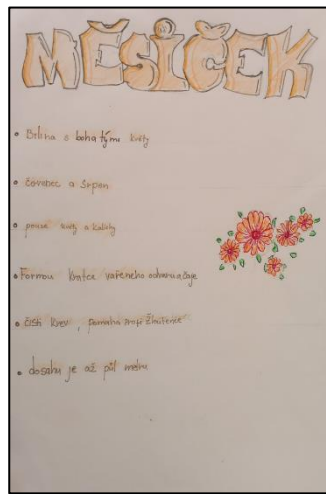 MĚSÍČEK
• Bylina s bohatými květy
• červenec a srpen
• pouze květy a kalichy
• Formou krátce vařeného odvaru a čaje
• čistí krev, pomáhá proti žloutence
• dosahu je až půl metru